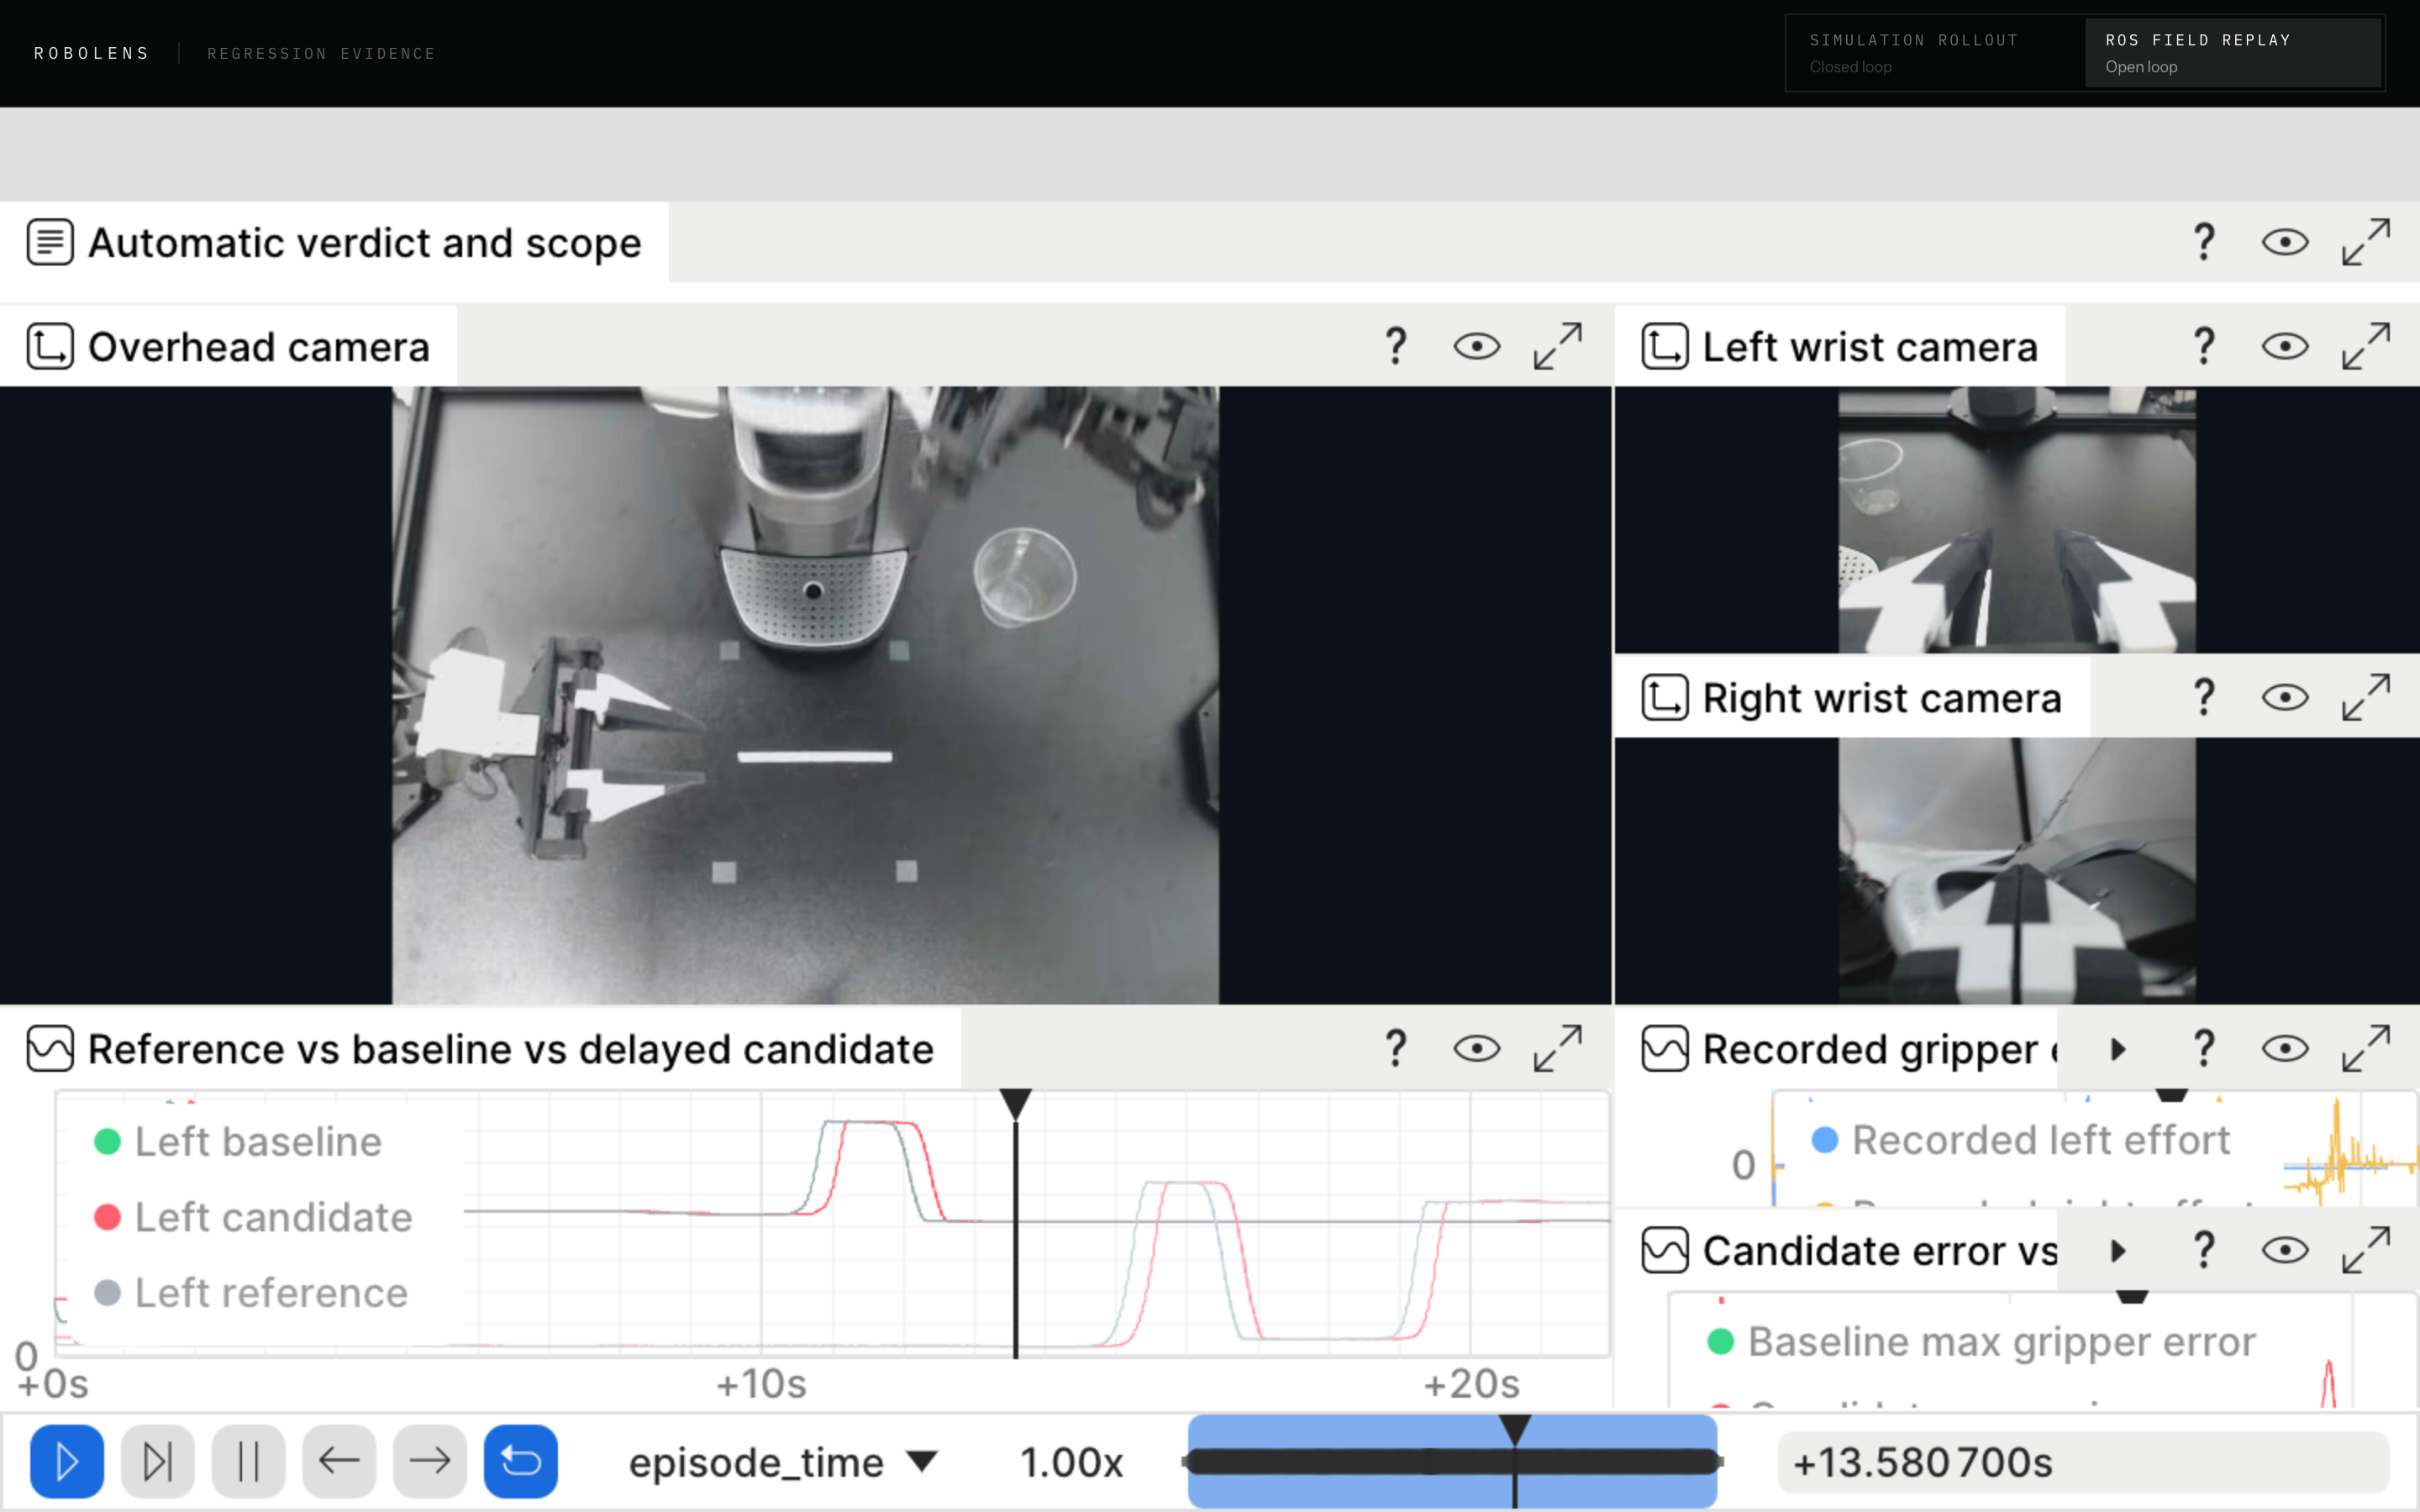 ROBOLENS
REGRESSION EVIDENCE
SIMULATION ROLLOUT
Closed loop
ROS FIELD REPLAY
Open loop
Automatic verdict and scope
?
Overhead camera
?
Left wrist camera
?
Right wrist camera
?
Reference vs baseline vs delayed candidate
?
Left baseline
Left candidate
Left reference
0
+0s
+10s
+20s
Recorded gripper
?
Recorded left effort
0
Candidate error vs
?
Baseline max gripper error
episode_time
1.00x
+13.580 700s